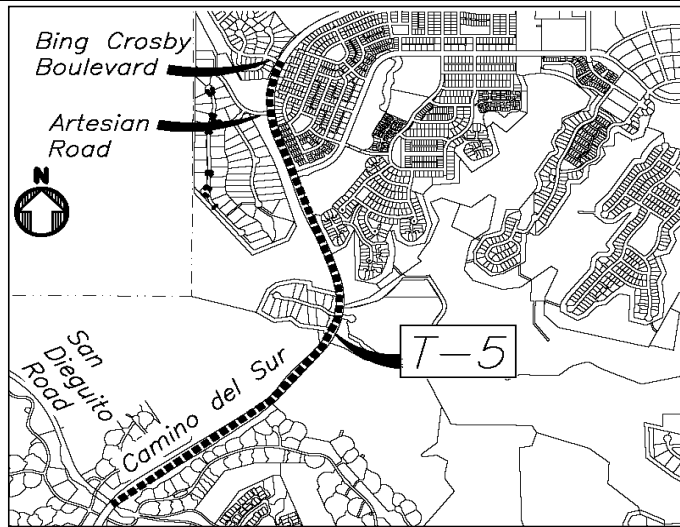 Bing Crosby
Boulevard
Artesian
Road
N
T-5
San
Dieguito
Road
Camino del Sur